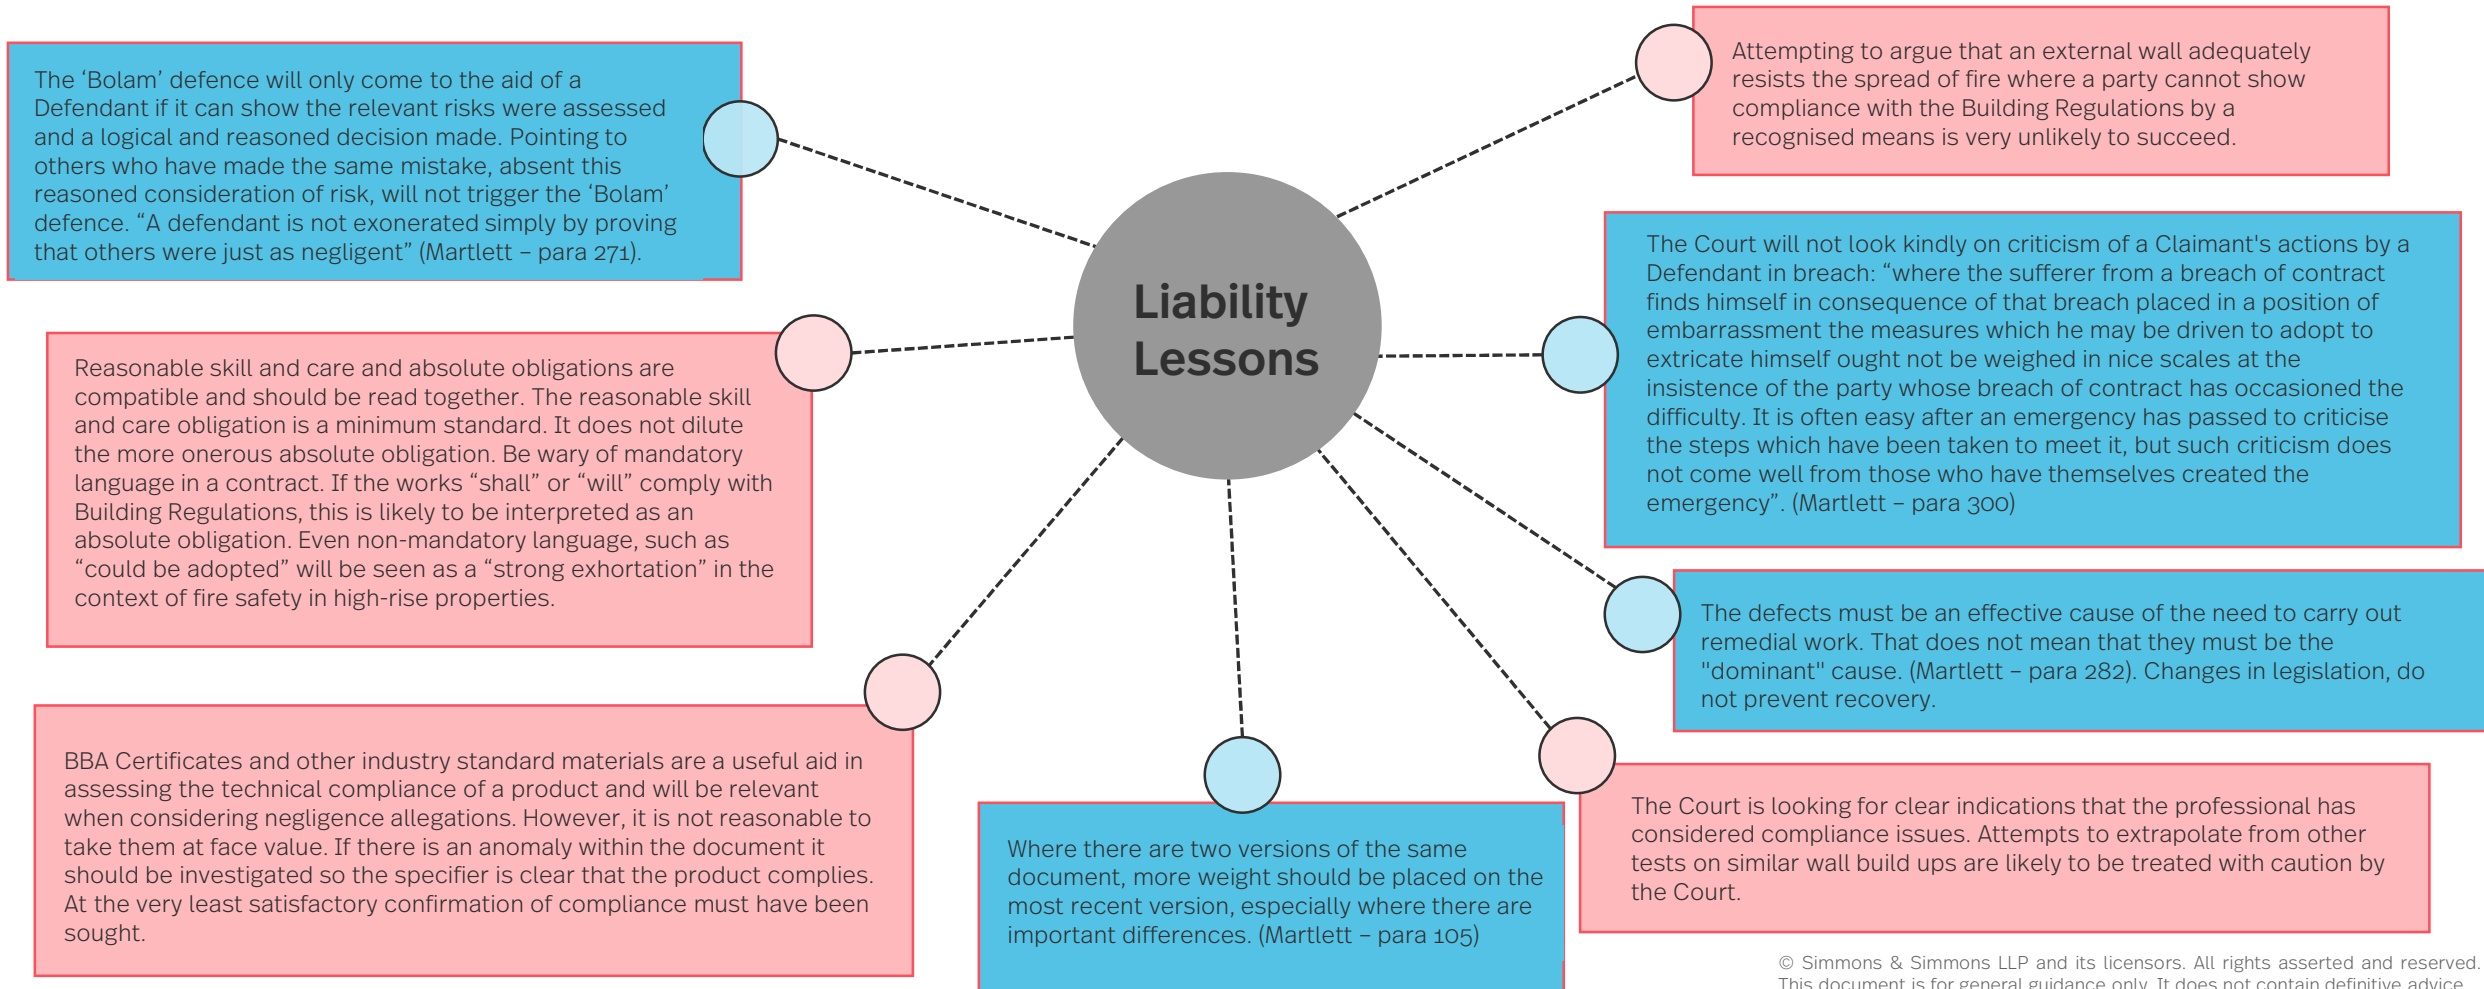 The ‘Bolam’ defence will only come to the aid of a
Defendant if it can show the relevant risks were assessed
and a logical and reasoned decision made. Pointing to
others who have made the same mistake, absent this
reasoned consideration of risk, will not trigger the ‘Bolam’
defence. “A defendant is not exonerated simply by proving
that others were just as negligent” (Martlett – para 271).
Reasonable skill and care and absolute obligations are
compatible and should be read together. The reasonable skill
and care obligation is a minimum standard. It does not dilute
the more onerous absolute obligation. Be wary of mandatory
language in a contract. If the works “shall” or “will” comply with
Building Regulations, this is likely to be interpreted as an
absolute obligation. Even non-mandatory language, such as
“could be adopted” will be seen as a “strong exhortation” in the
context of fire safety in high-rise properties.
BBA Certificates and other industry standard materials are a useful aid in
assessing the technical compliance of a product and will be relevant
when considering negligence allegations. However, it is not reasonable to
take them at face value. If there is an anomaly within the document it
should be investigated so the specifier is clear that the product complies.
At the very least satisfactory confirmation of compliance must have been
sought.
Liability
Lessons
Where there are two versions of the same
document, more weight should be placed on the
most recent version, especially where there are
important differences. (Martlett – para 105)
Attempting to argue that an external wall adequately
resists the spread of fire where a party cannot show
compliance with the Building Regulations by a
recognised means is very unlikely to succeed.
The Court will not look kindly on criticism of a Claimant's actions by a
Defendant in breach: “where the sufferer from a breach of contract
finds himself in consequence of that breach placed in a position of
embarrassment the measures which he may be driven to adopt to
extricate himself ought not be weighed in nice scales at the
insistence of the party whose breach of contract has occasioned the
difficulty. It is often easy after an emergency has passed to criticise
the steps which have been taken to meet it, but such criticism does
not come well from those who have themselves created the
emergency”. (Martlett – para 300)
The defects must be an effective cause of the need to carry out
remedial work. That does not mean that they must be the
"dominant" cause. (Martlett – para 282). Changes in legislation, do
not prevent recovery.
The Court is looking for clear indications that the professional has
considered compliance issues. Attempts to extrapolate from other
tests on similar wall build ups are likely to be treated with caution by
the Court.
© Simmons & Simmons LLP and its licensors. All rights asserted and reserved.
This document is for general guidance only. It does not contain definitive advice.